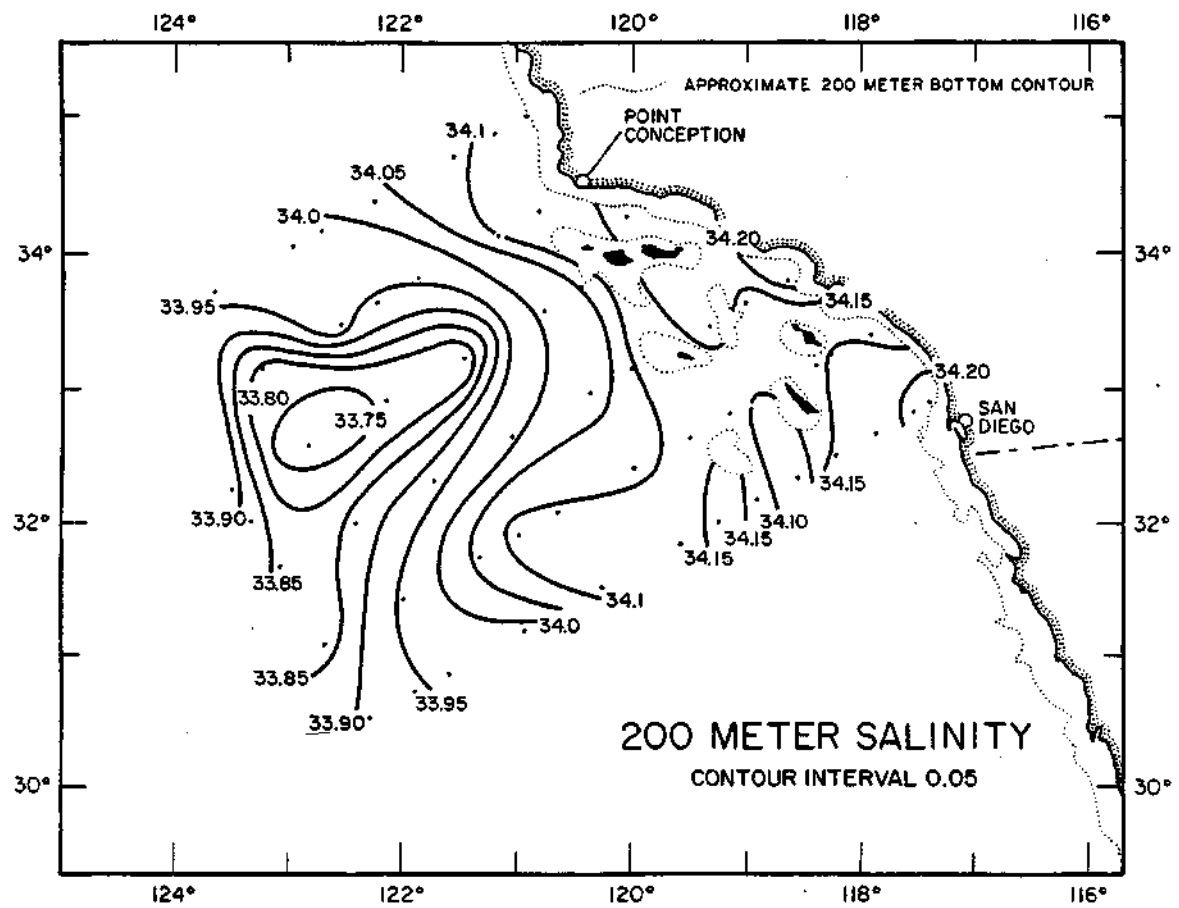 124° 122° 120° 118° 116°
APPROXIMATE 200 METER BOTTOM CONTOUR
POINT
CONCEPTION
34.1
34.05
34.0
34.20
34° 34°
33.95
34.15
33.80
34.20
33.75
SAN
DIEGO
34.15
33.90
34.10
32° 32°
34.15
34.15
33.85
34.1
34.0
33.85
33.95
33.90
200 METER SALINITY
CONTOUR INTERVAL 0.05
30° 30°
124° 122° 120° 118° 116°